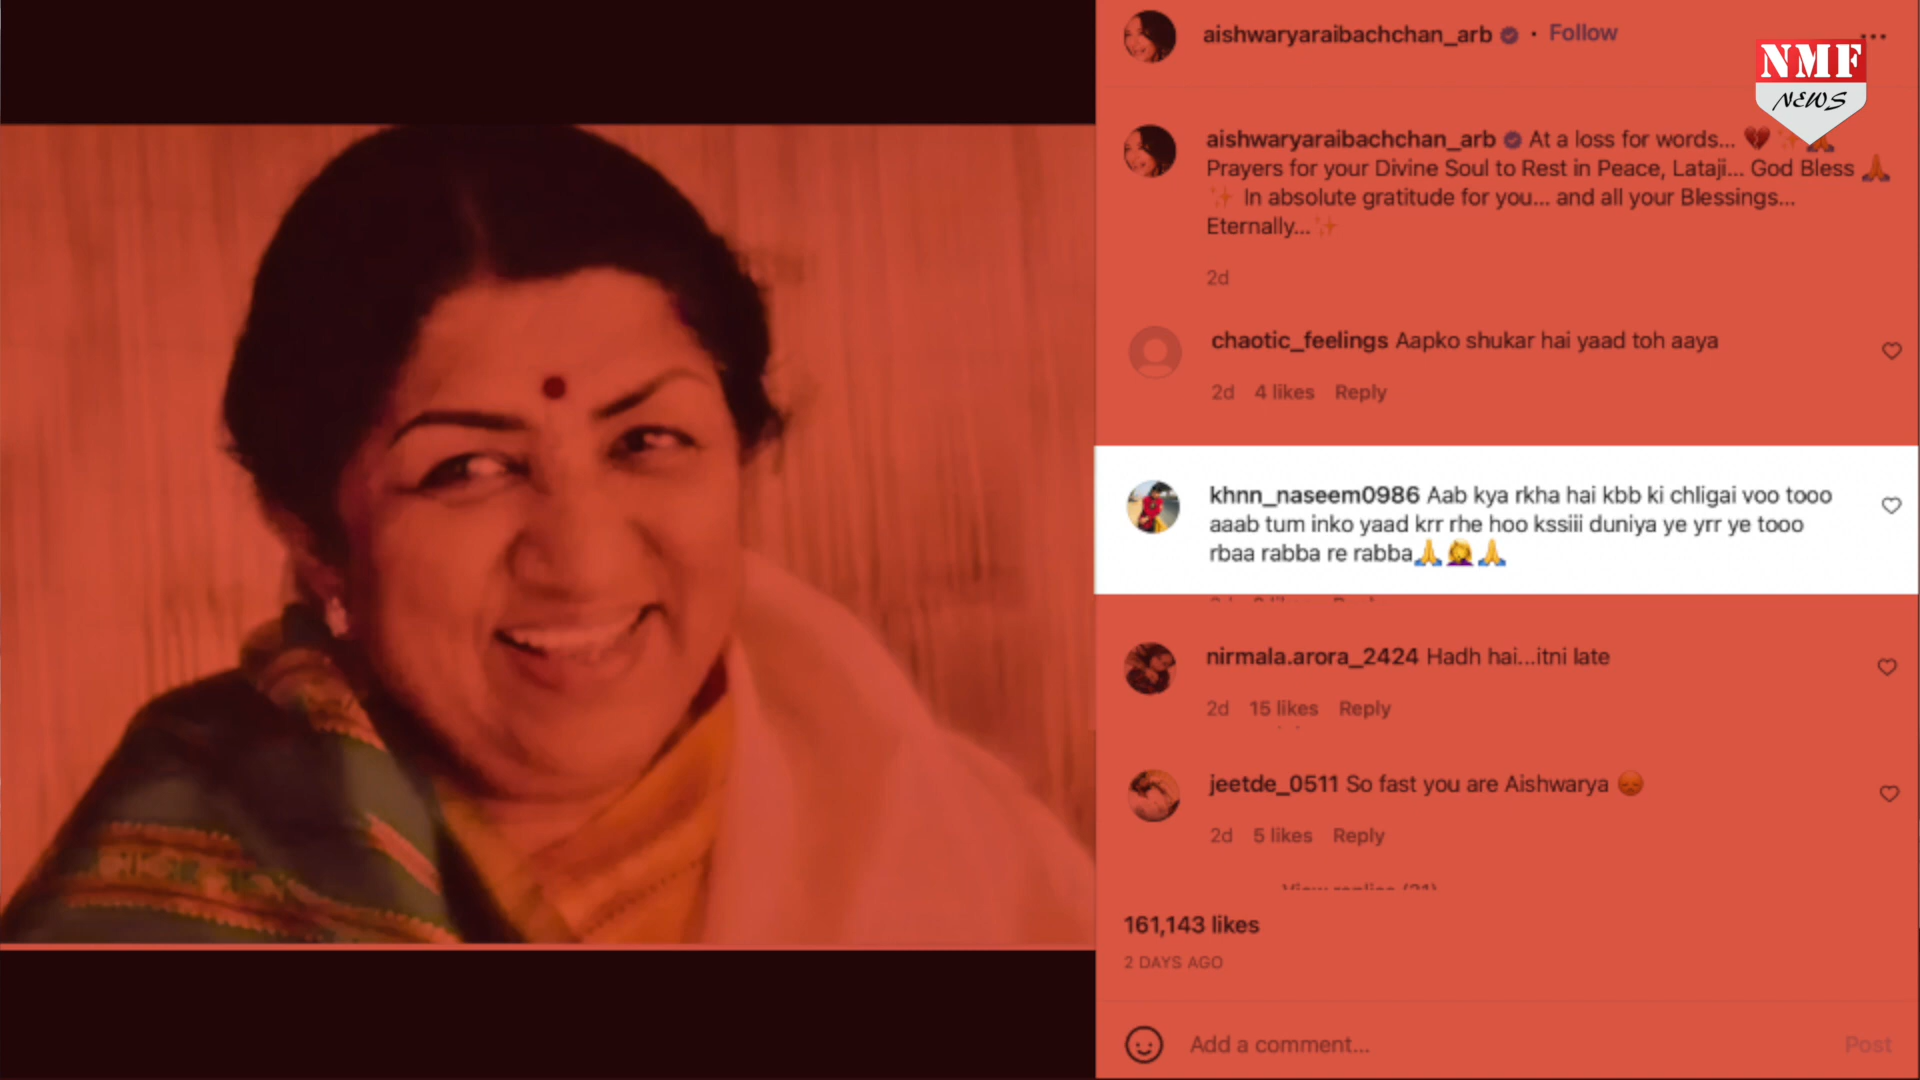 aishwaryaraibachchan_arb • Follow
NMF
NEWS
aishwaryaraibachchan_arb At a loss for words... 💔✨🙏
Prayers for your Divine Soul to Rest in Peace, Lataji... God Bless 🙏
✨ In absolute gratitude for you... and all your Blessings...
Eternally...✨
2d
chaotic_feelings Aapko shukar hai yaad toh aaya
2d 4 likes Reply
khnn_naseem0986 Aab kya rkha hai kbb ki chligai voo tooo
aaab tum inko yaad krr rhe hoo kssiii duniya ye yrr ye tooo
rbaa rabba re rabba🙏🤦‍♀️🙏
nirmala.arora_2424 Hadh hai...itni late
2d 15 likes Reply
jeetde_0511 So fast you are Aishwarya 😞
2d 5 likes Reply
View replies (21)
161,143 likes
2 DAYS AGO
Add a comment...
Post